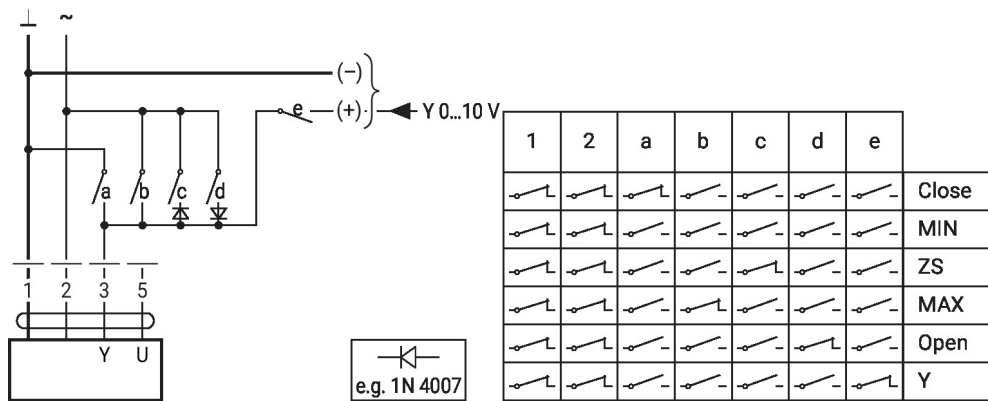 ⊥ ~
(–)
e (+) Y 0...10 V
a b c d
1 2 3 5
Y U
e.g. 1N 4007
1 2 a b c d e
Close
MIN
ZS
MAX
Open
Y